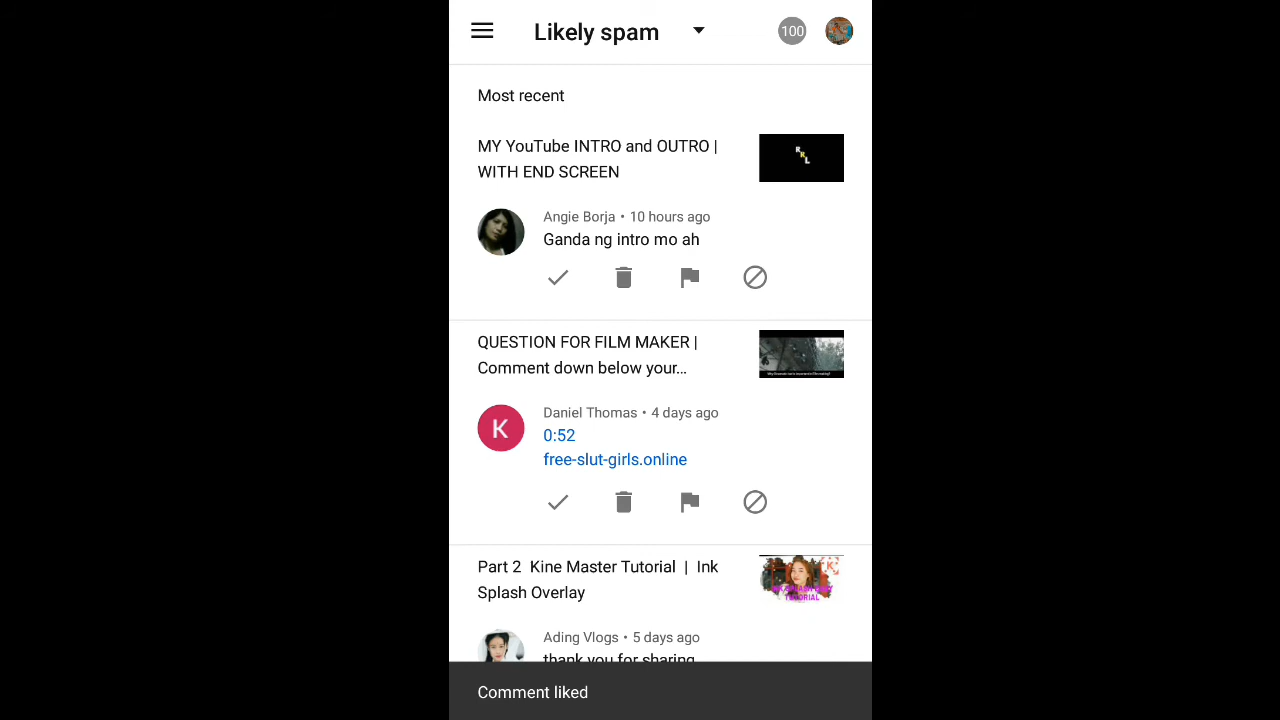 Likely spam
100
Most recent
MY YouTube INTRO and OUTRO |
WITH END SCREEN
R
R
L
Angie Borja • 10 hours ago
Ganda ng intro mo ah
QUESTION FOR FILM MAKER |
Comment down below your...
Daniel Thomas • 4 days ago
K
0:52
free-slut-girls.online
Part 2 Kine Master Tutorial | Ink
Splash Overlay
K
TUTORIAL
Ading Vlogs • 5 days ago
thank you for sharing
Comment liked